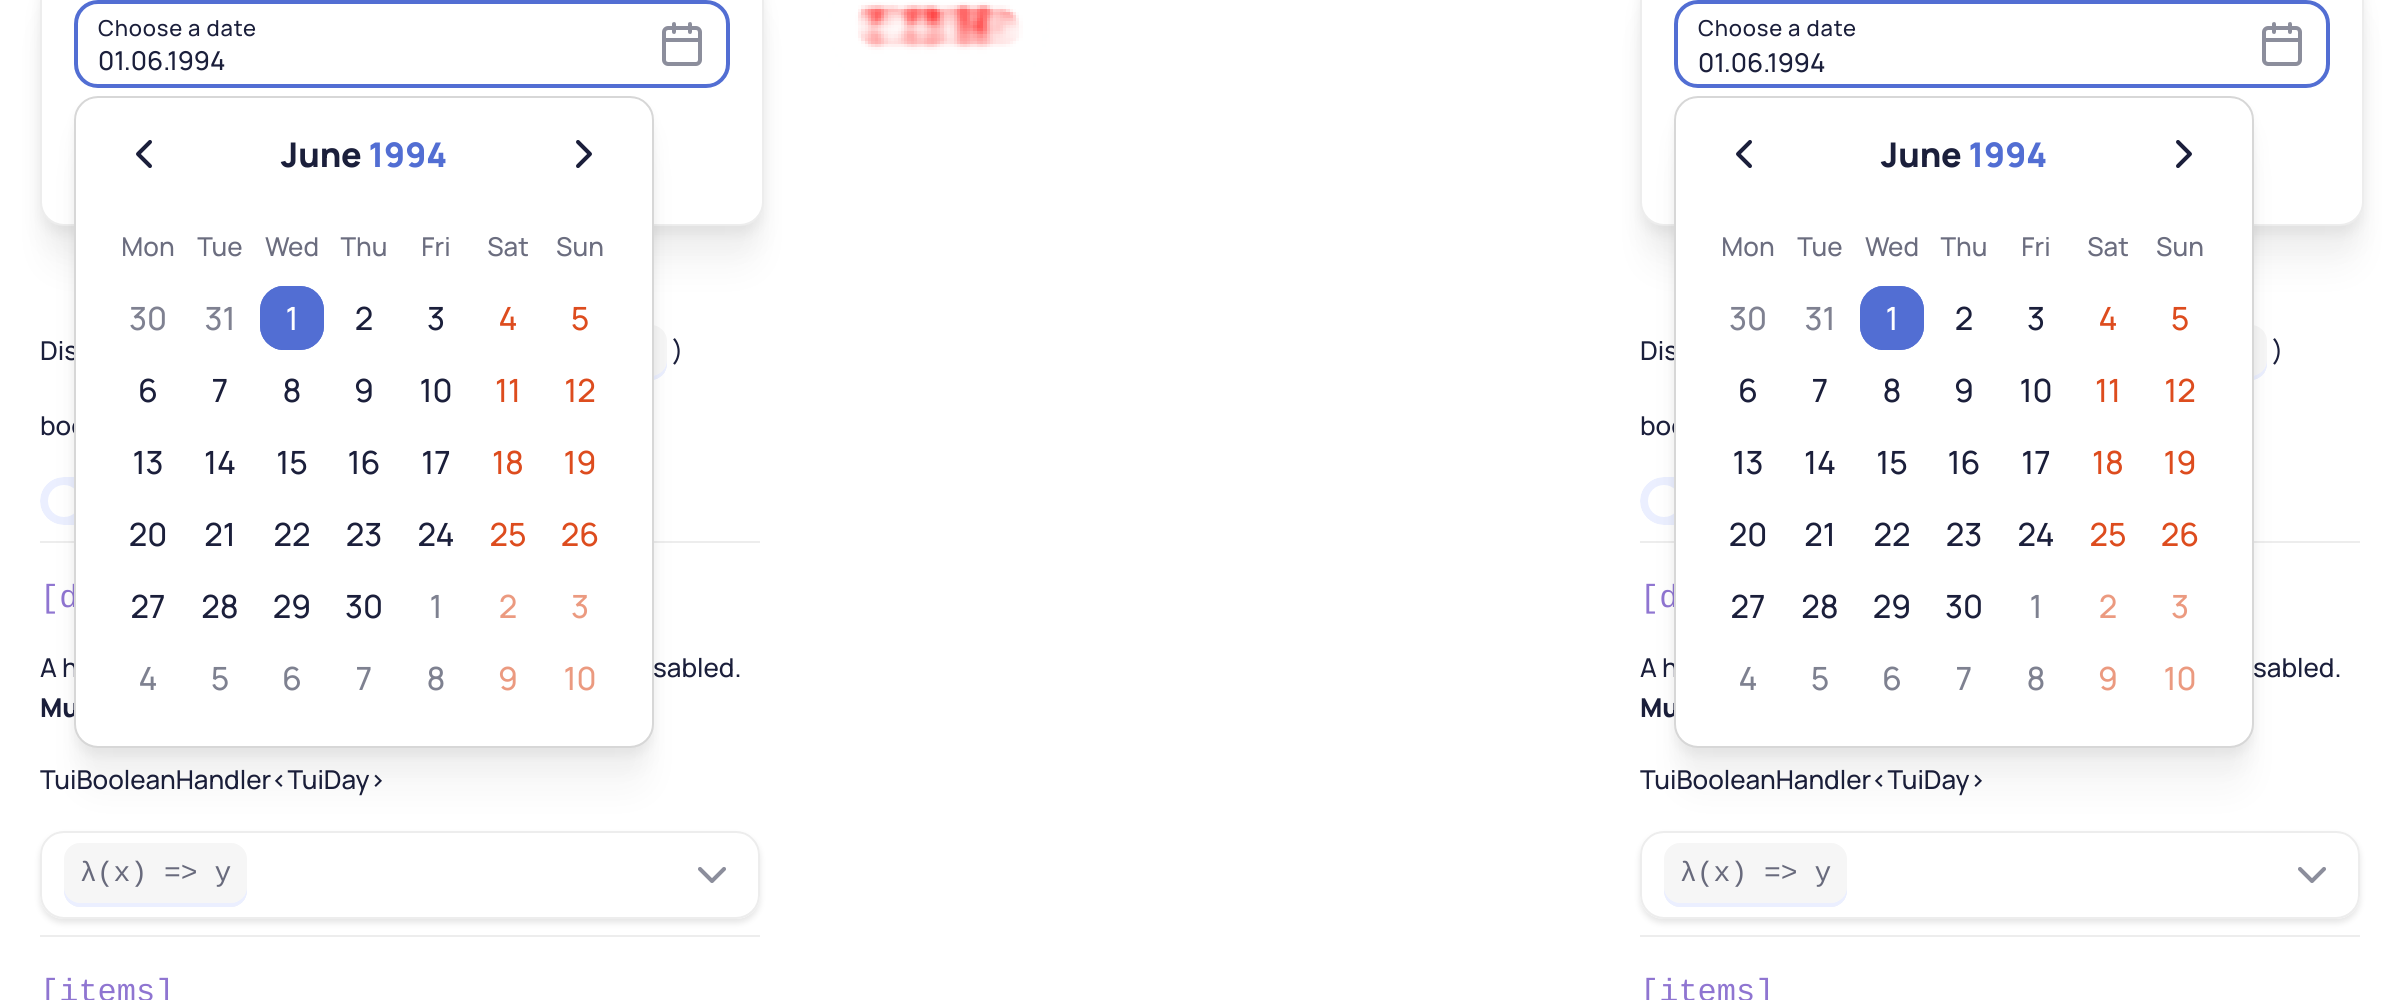 Choose a date
01.06.1994
June 1994
Mon Tue Wed Thu Fri Sat Sun
30 31 1 2 3 4 5
Dis )
6 7 8 9 10 11 12
boo
13 14 15 16 17 18 19
20 21 22 23 24 25 26
[d
27 28 29 30 1 2 3
A h sabled.
4 5 6 7 8 9 10
Mu
TuiBooleanHandler<TuiDay>
λ(x) => y
[items]
Choose a date
01.06.1994
June 1994
Mon Tue Wed Thu Fri Sat Sun
30 31 1 2 3 4 5
Dis )
6 7 8 9 10 11 12
boo
13 14 15 16 17 18 19
20 21 22 23 24 25 26
[d
27 28 29 30 1 2 3
A h sabled.
4 5 6 7 8 9 10
Mu
TuiBooleanHandler<TuiDay>
λ(x) => y
[items]